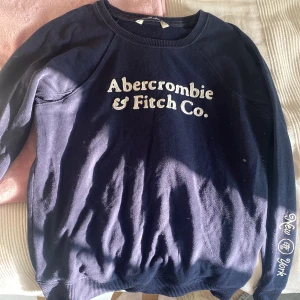 Abercrombie
& Fitch Co.
New York